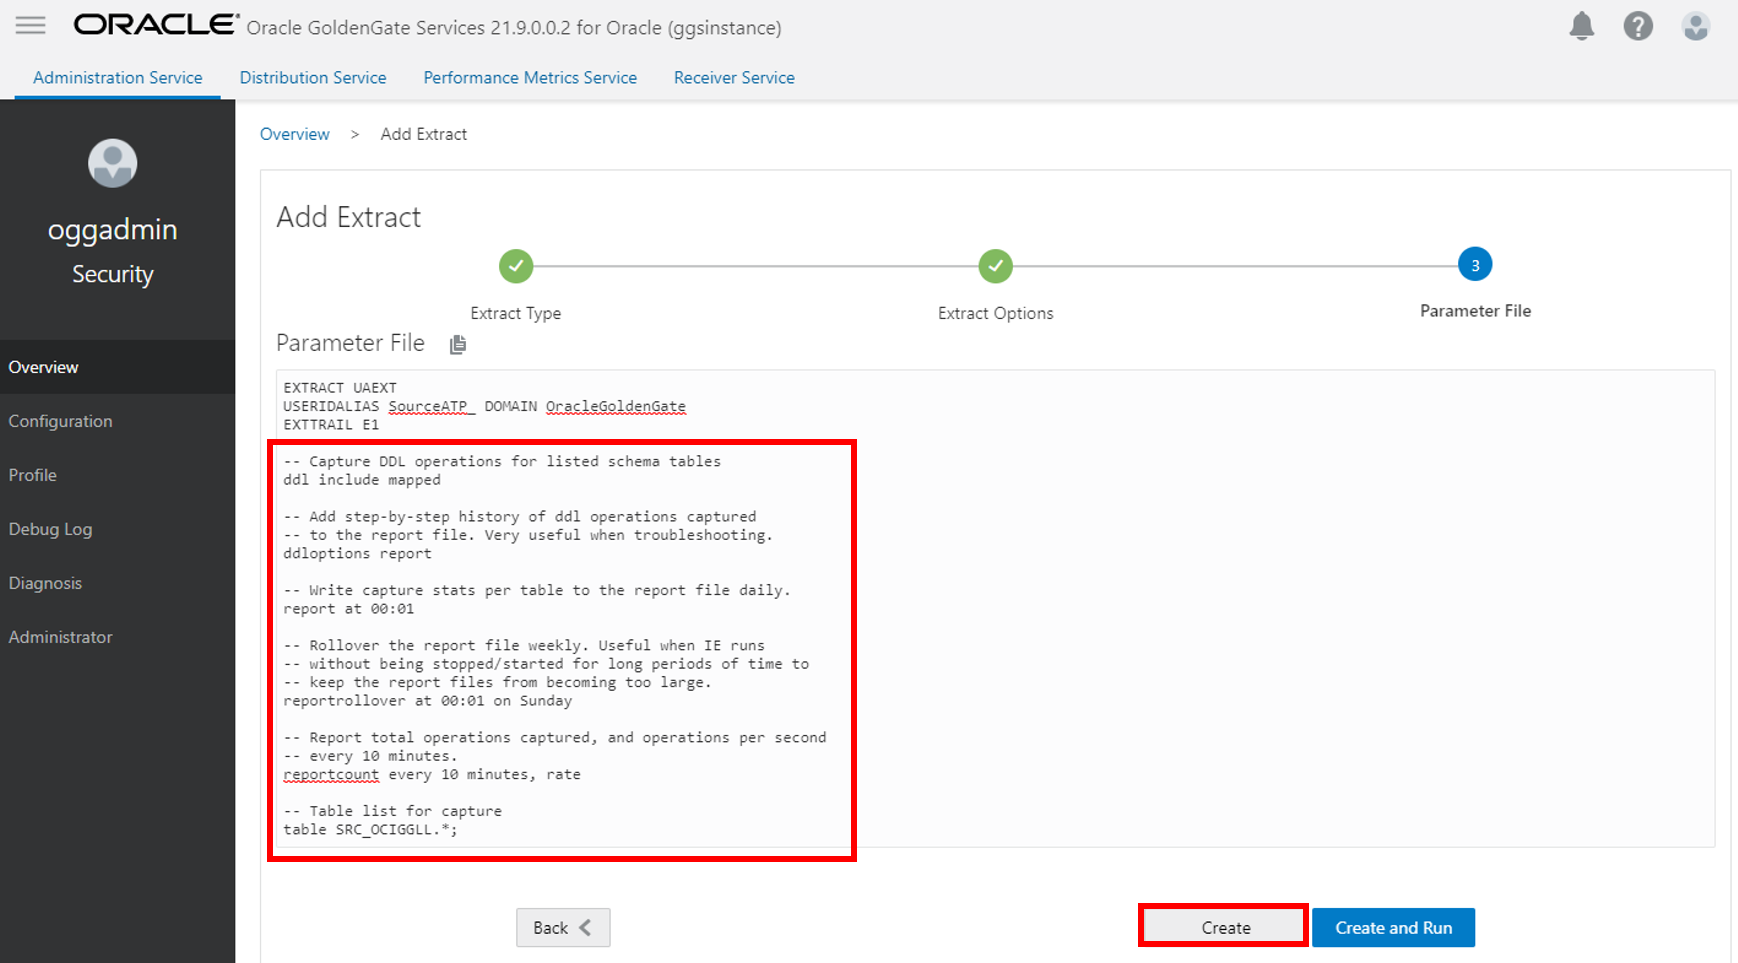 ORACLE® Oracle GoldenGate Services 21.9.0.0.2 for Oracle (ggsinstance)
Administration Service Distribution Service Performance Metrics Service Receiver Service
oggadmin
Security
Overview
Configuration
Profile
Debug Log
Diagnosis
Administrator
Overview > Add Extract
Add Extract
3
Extract Type Extract Options Parameter File
Parameter File
EXTRACT UAEXT
USERIDALIAS SourceATP_ DOMAIN OracleGoldenGate
EXTTRAIL E1
-- Capture DDL operations for listed schema tables
ddl include mapped
-- Add step-by-step history of ddl operations captured
-- to the report file. Very useful when troubleshooting.
ddloptions report
-- Write capture stats per table to the report file daily.
report at 00:01
-- Rollover the report file weekly. Useful when IE runs
-- without being stopped/started for long periods of time to
-- keep the report files from becoming too large.
reportrollover at 00:01 on Sunday
-- Report total operations captured, and operations per second
-- every 10 minutes.
reportcount every 10 minutes, rate
-- Table list for capture
table SRC_OCIGGLL.*;
Back Create Create and Run